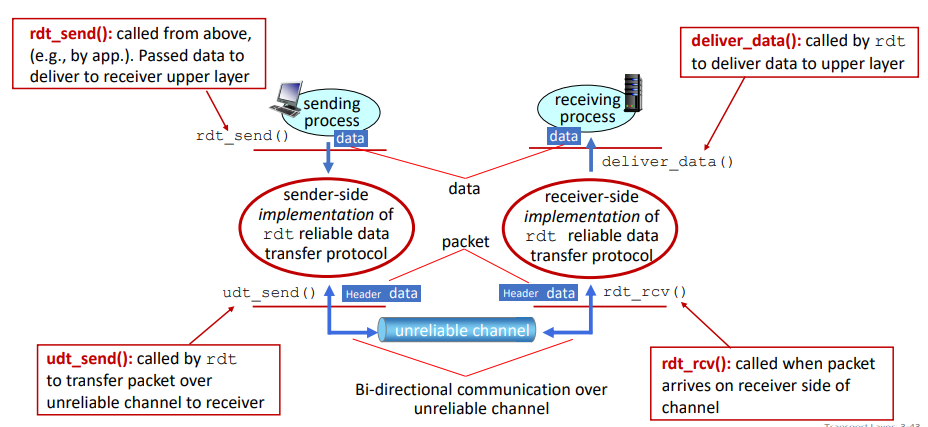 rdt_send(): called from above,
(e.g., by app.). Passed data to
deliver to receiver upper layer
deliver_data(): called by rdt
to deliver data to upper layer
sending
process
receiving
process
rdt_send()
data
data
deliver_data()
data
sender-side
implementation of
rdt reliable data
transfer protocol
receiver-side
implementation of
rdt reliable data
transfer protocol
packet
udt_send()
Header data
Header data
rdt_rcv()
unreliable channel
udt_send(): called by rdt
to transfer packet over
unreliable channel to receiver
rdt_rcv(): called when packet
arrives on receiver side of
channel
Bi-directional communication over
unreliable channel